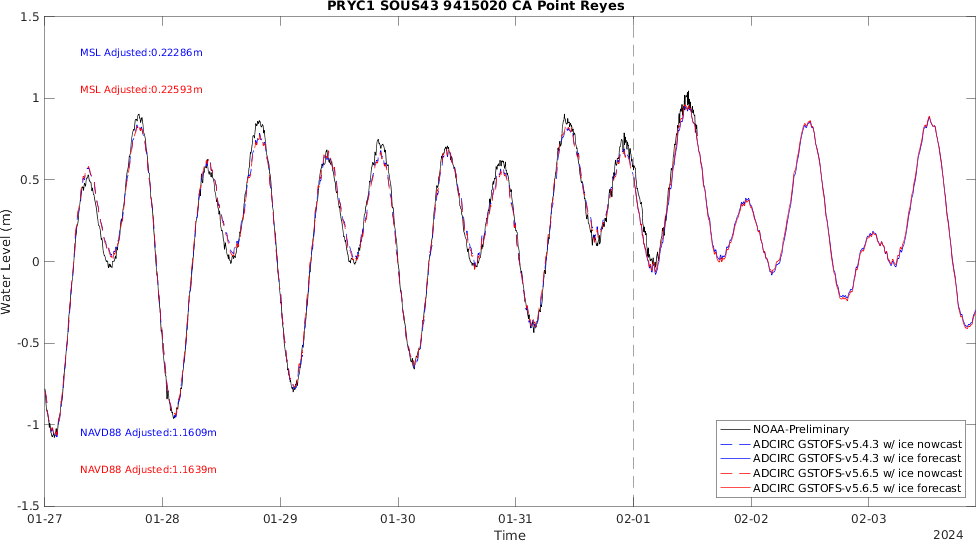 PRYC1 SOUS43 9415020 CA Point Reyes
1.5
MSL Adjusted:0.22286m
MSL Adjusted:0.22593m
1
0.5
0
-0.5
-1
-1.5
Water Level (m)
NAVD88 Adjusted:1.1609m
NAVD88 Adjusted:1.1639m
NOAA-Preliminary
ADCIRC GSTOFS-v5.4.3 w/ ice nowcast
ADCIRC GSTOFS-v5.4.3 w/ ice forecast
ADCIRC GSTOFS-v5.6.5 w/ ice nowcast
ADCIRC GSTOFS-v5.6.5 w/ ice forecast
01-27 01-28 01-29 01-30 01-31 02-01 02-02 02-03
Time
2024